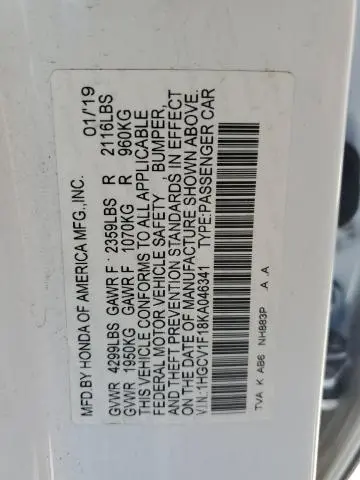 MFD.BY HONDA OF AMERICA MFG.,INC. 01/'19
GVWR 4299LBS GAWR F 2359LBS R 2116LBS
GVWR 1950KG GAWR F 1070KG R 960KG
THIS VEHICLE CONFORMS TO ALL APPLICABLE
FEDERAL MOTOR VEHICLE SAFETY , BUMPER,
AND THEFT PREVENTION STANDARDS IN EFFECT
ON THE DATE OF MANUFACTURE SHOWN ABOVE.
V.I.N: 1HGCV1F18KA046341 TYPE:PASSENGER CAR
TVA K AB6 NH883P .A .A